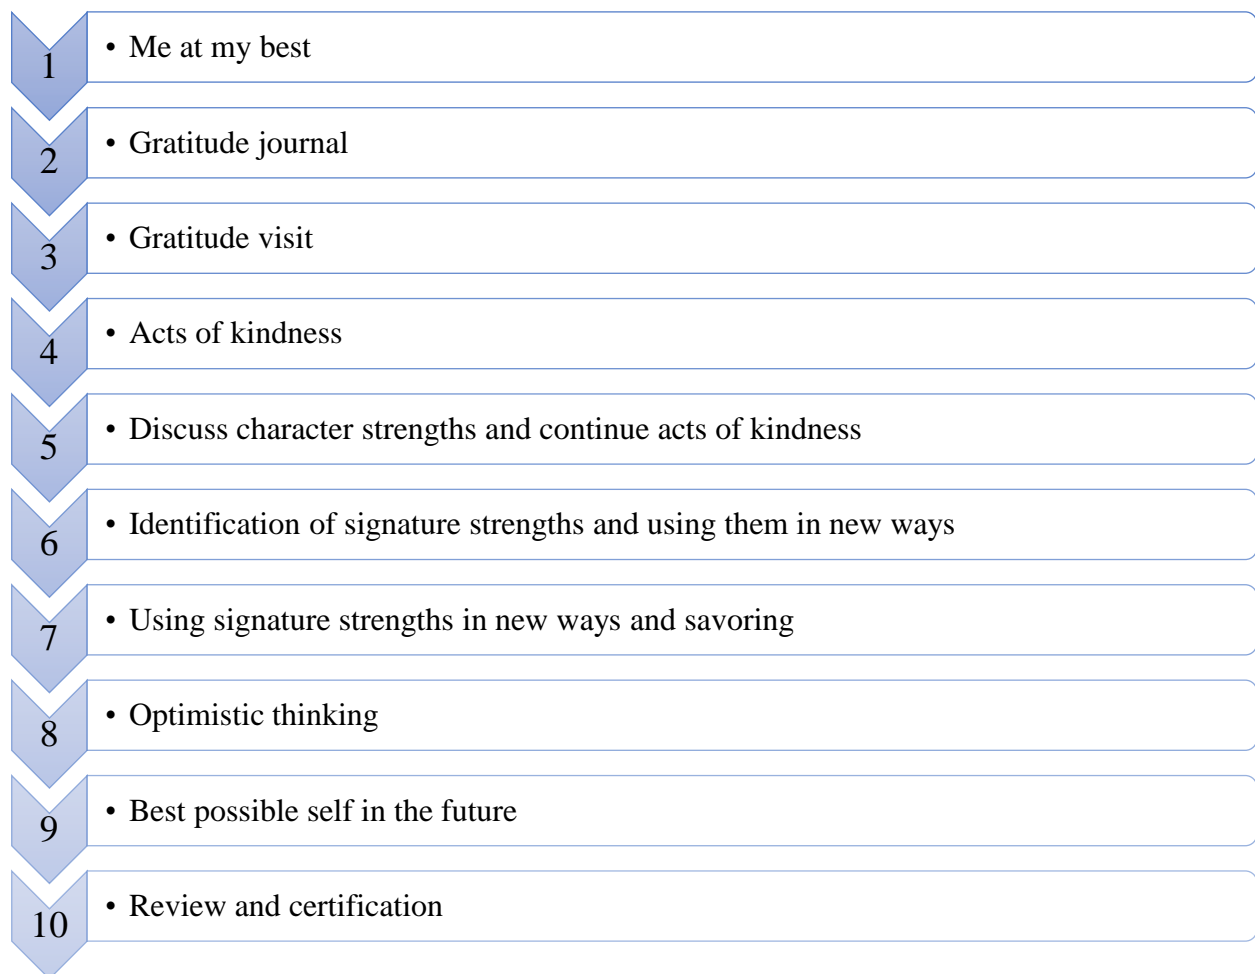 1
• Me at my best
2
• Gratitude journal
3
• Gratitude visit
4
• Acts of kindness
5
• Discuss character strengths and continue acts of kindness
6
• Identification of signature strengths and using them in new ways
7
• Using signature strengths in new ways and savoring
8
• Optimistic thinking
9
• Best possible self in the future
10
• Review and certification